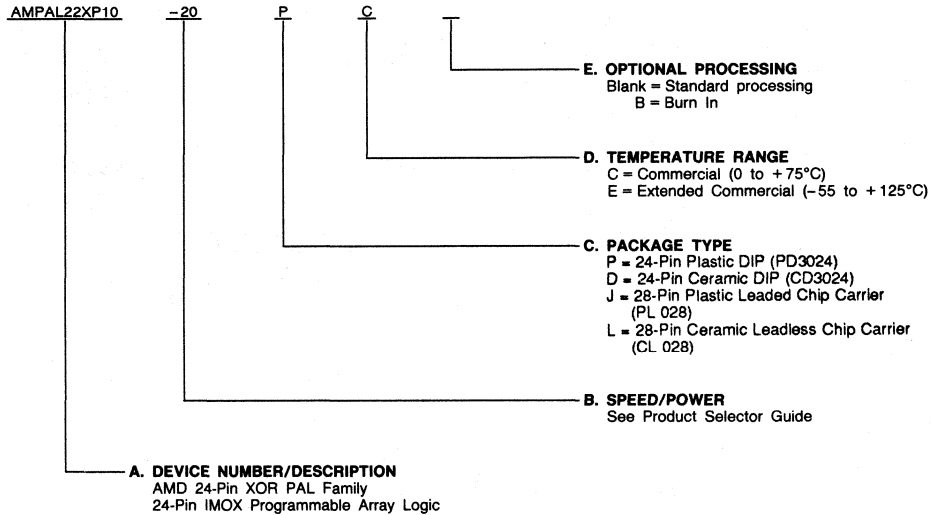 AMPAL22XP10 -20 P C
E. OPTIONAL PROCESSING
Blank = Standard processing
B = Burn In
D. TEMPERATURE RANGE
C = Commercial (0 to +75°C)
E = Extended Commercial (-55 to +125°C)
C. PACKAGE TYPE
P = 24-Pin Plastic DIP (PD3024)
D = 24-Pin Ceramic DIP (CD3024)
J = 28-Pin Plastic Leaded Chip Carrier
(PL 028)
L = 28-Pin Ceramic Leadless Chip Carrier
(CL 028)
B. SPEED/POWER
See Product Selector Guide
A. DEVICE NUMBER/DESCRIPTION
AMD 24-Pin XOR PAL Family
24-Pin IMOX Programmable Array Logic